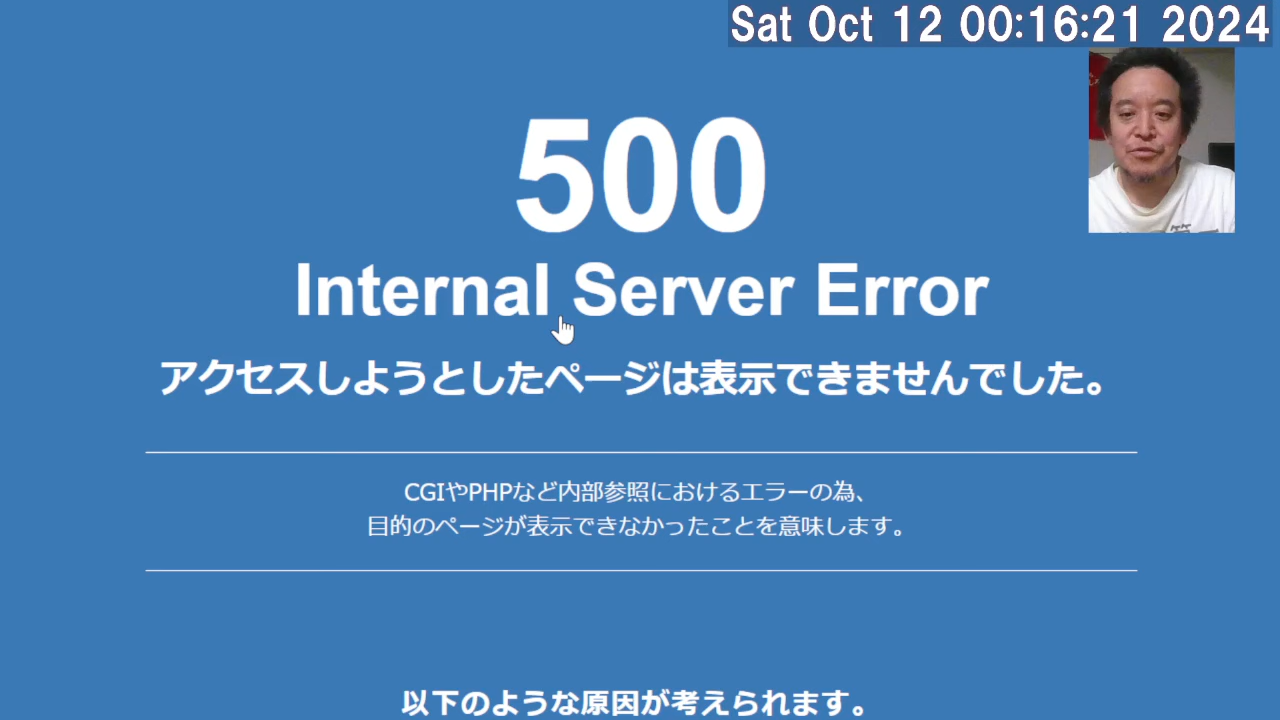 Sat Oct 12 00:16:21 2024
500
Internal Server Error
アクセスしようとしたページは表示できませんでした。
CGIやPHPなど内部参照におけるエラーの為、
目的のページが表示できなかったことを意味します。
以下のような原因が考えられます。